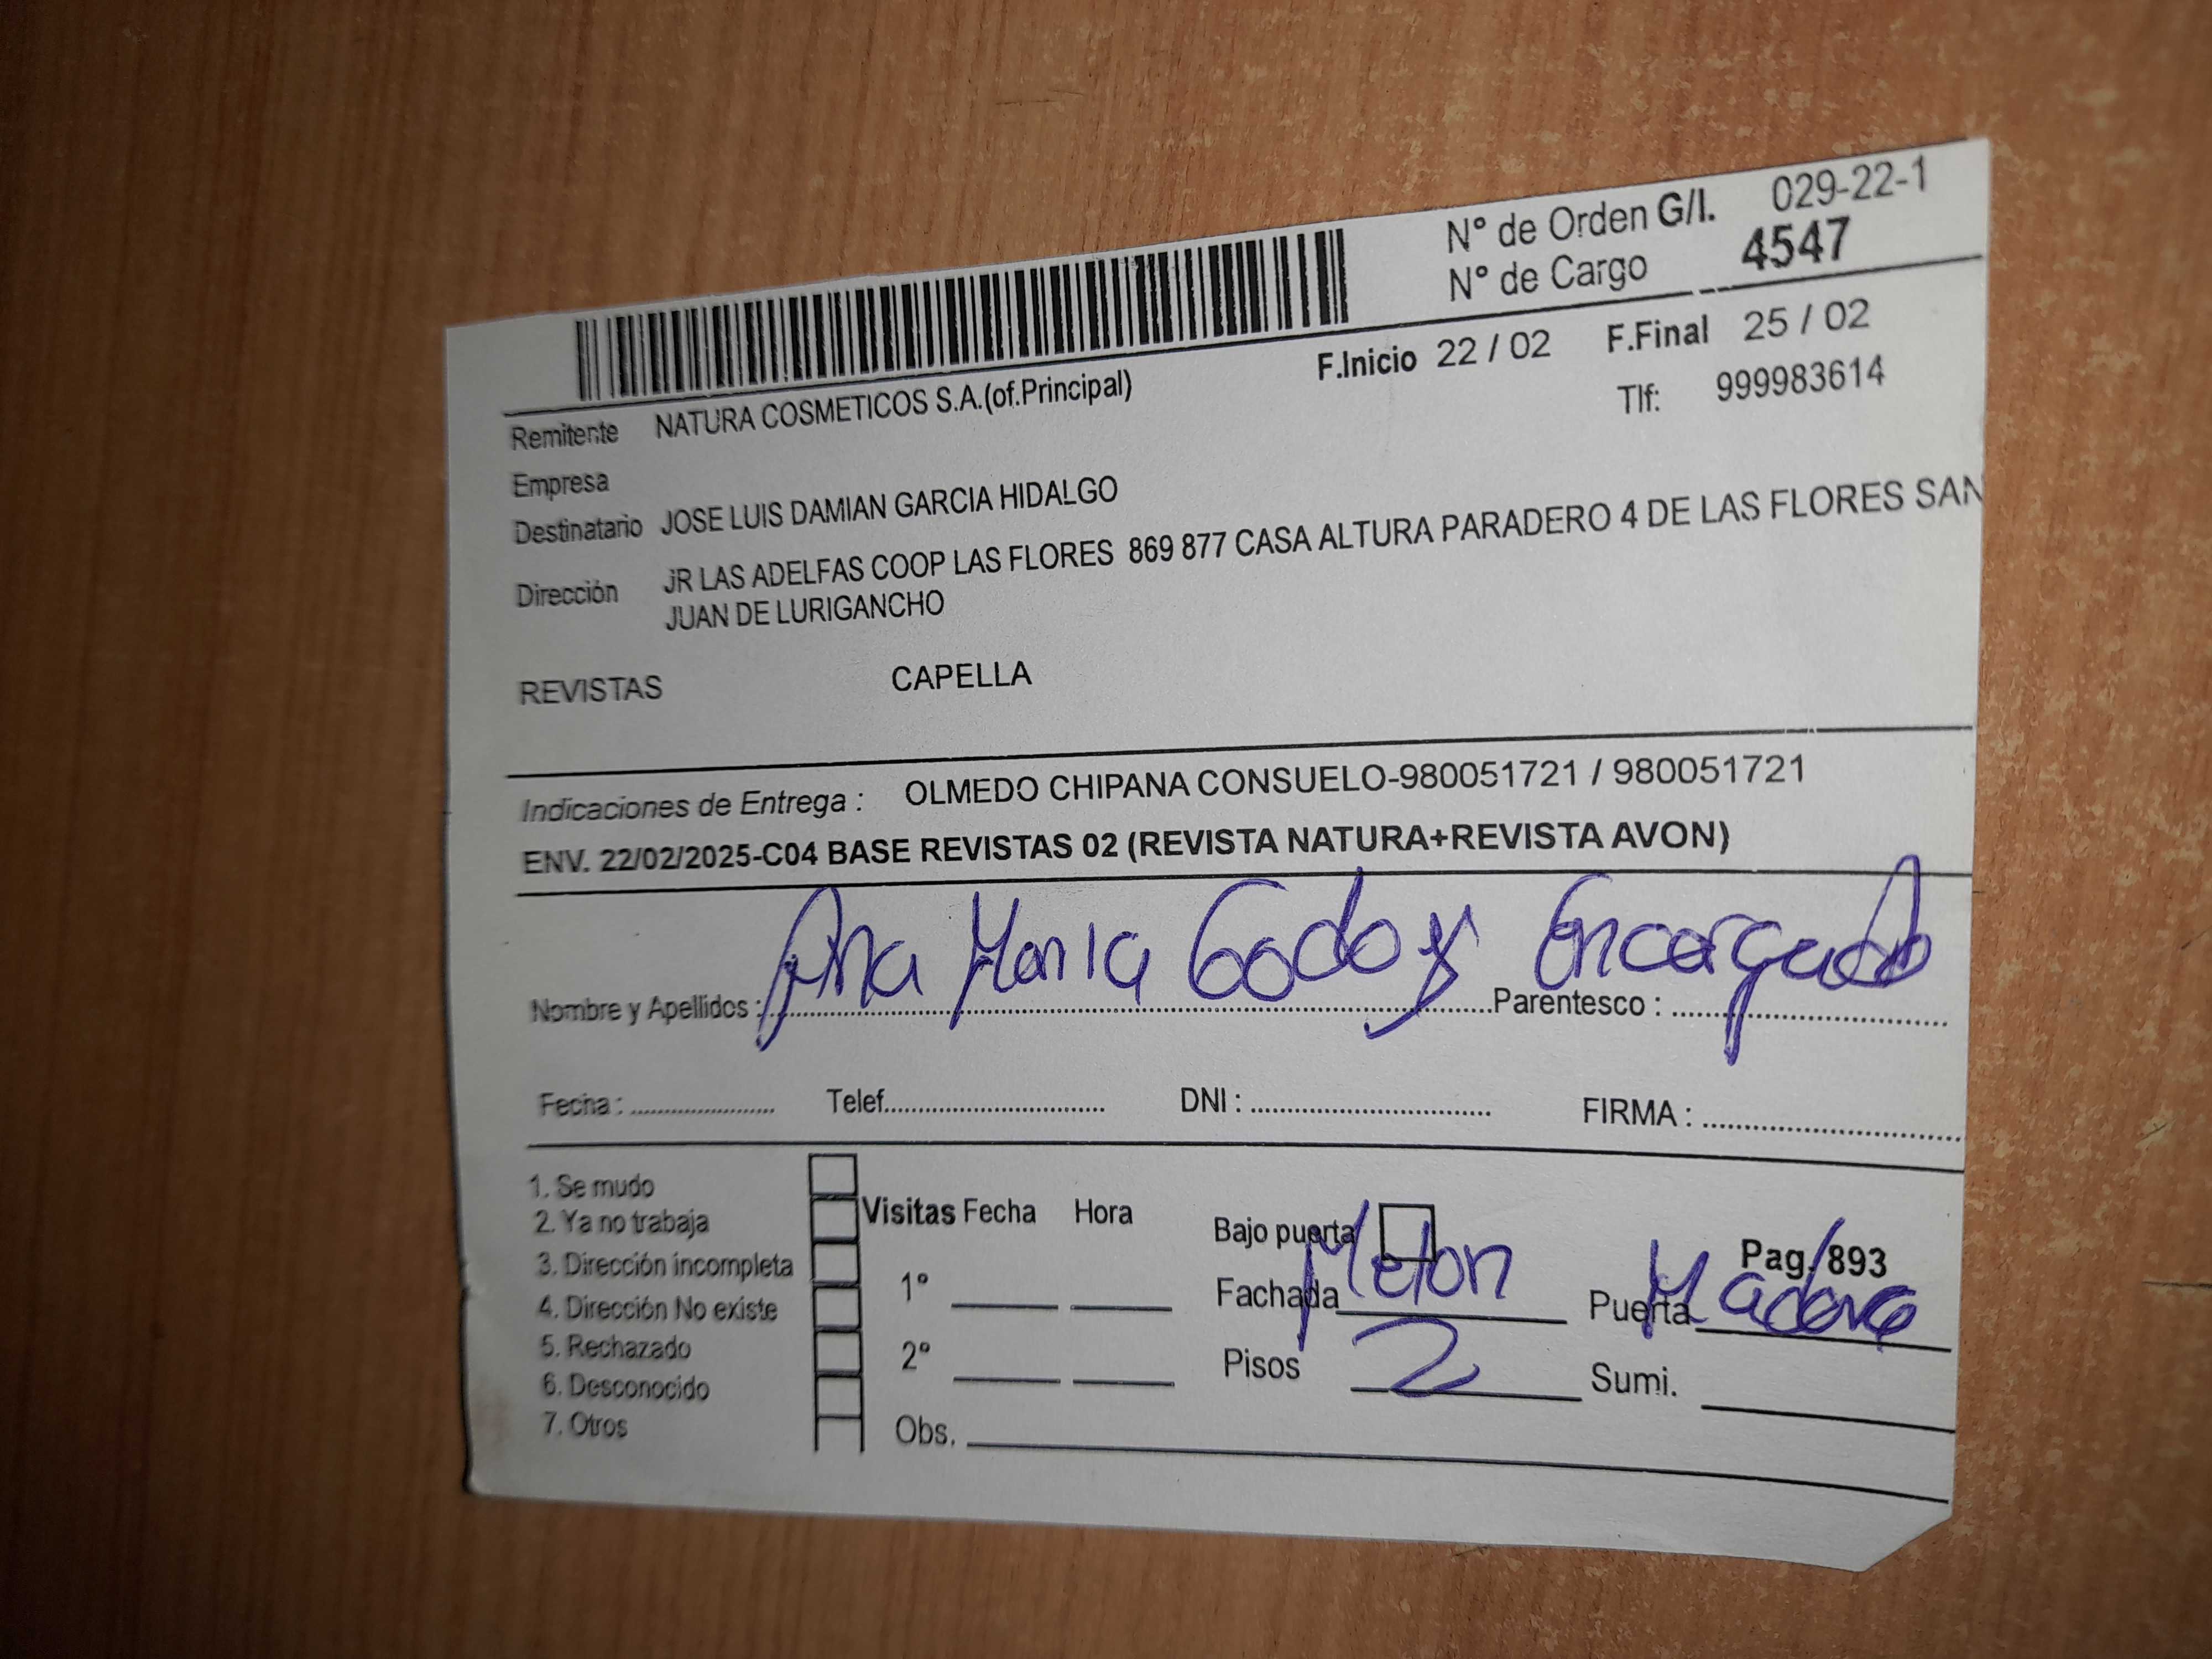 N° de Orden G/I. 029-22-1
N° de Cargo 4547
F.Inicio 22 / 02 F.Final 25 / 02
Remitente NATURA COSMETICOS S.A.(of.Principal) Tlf: 999983614
Empresa
Destinatario JOSE LUIS DAMIAN GARCIA HIDALGO
Dirección JR LAS ADELFAS COOP LAS FLORES 869 877 CASA ALTURA PARADERO 4 DE LAS FLORES SAN
JUAN DE LURIGANCHO
REVISTAS CAPELLA
Indicaciones de Entrega : OLMEDO CHIPANA CONSUELO-980051721 / 980051721
ENV. 22/02/2025-C04 BASE REVISTAS 02 (REVISTA NATURA+REVISTA AVON)
Nombre y Apellidos : Ana Maria Godoy Parentesco : Encargado
Fecha : Telef. DNI : FIRMA :
1. Se mudo
2. Ya no trabaja
3. Dirección incompleta
4. Dirección No existe
5. Rechazado
6. Desconocido
7. Otros
Visitas Fecha Hora
1°
2°
Obs.
Bajo puerta Pag./893
Fachada Melon Puerta Madera
Pisos 2 Sumi.